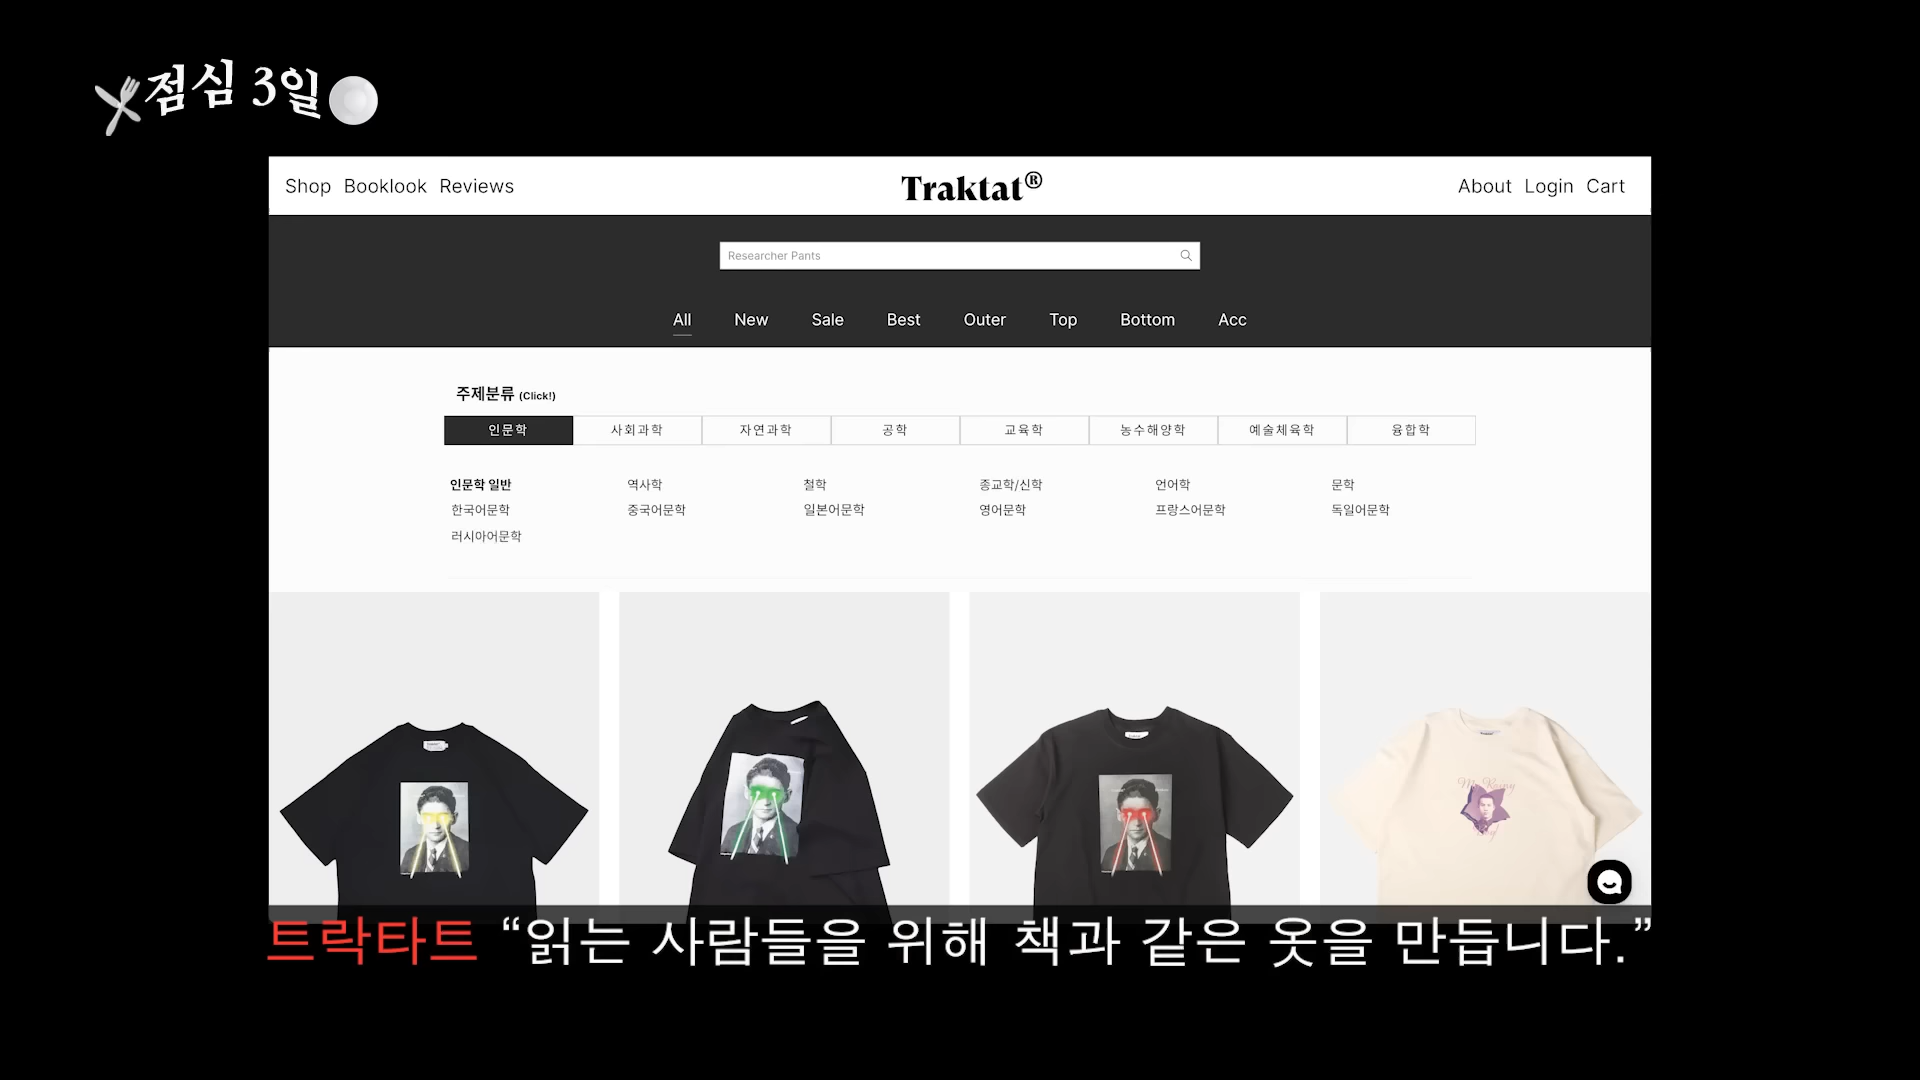 점심 3일
Shop Booklook Reviews
Traktat®
About Login Cart
Researcher Pants
All New Sale Best Outer Top Bottom Acc
주제분류 (Click!)
인문학 사회과학 자연과학 공학 교육학 농수해양학 예술체육학 융합학
인문학 일반 역사학 철학 종교학/신학 언어학 문학
한국어문학 중국어문학 일본어문학 영어문학 프랑스어문학 독일어문학
러시아어문학
트락타트 “읽는 사람들을 위해 책과 같은 옷을 만듭니다.”